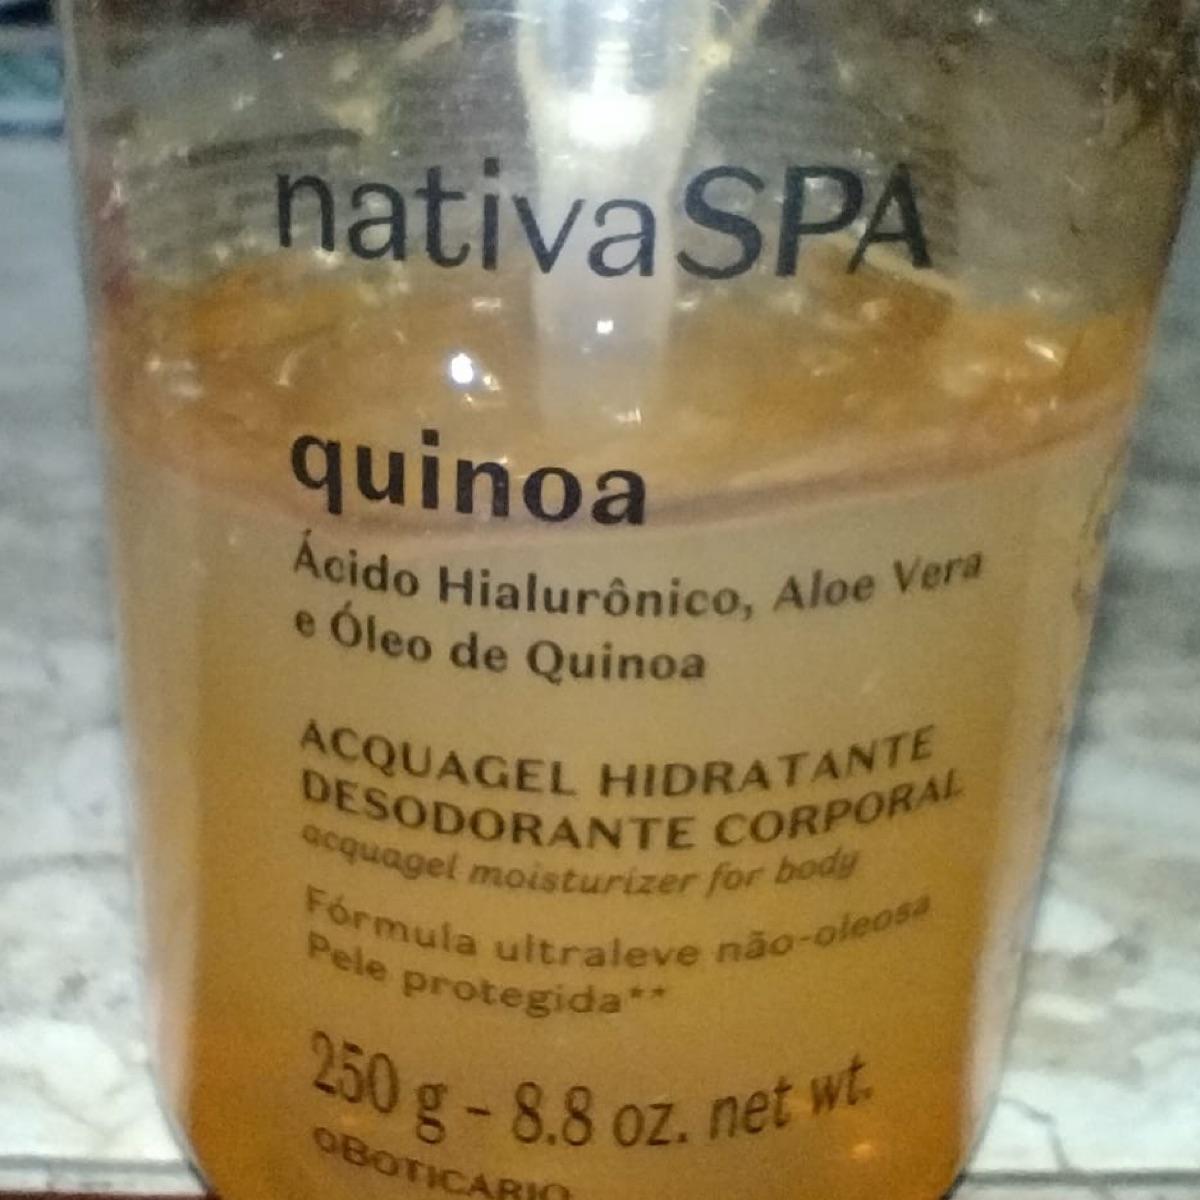 nativaSPA
quinoa
Ácido Hialurônico, Aloe Vera
e Óleo de Quinoa
ACQUAGEL HIDRATANTE
DESODORANTE CORPORAL
acquagel moisturizer for body
Fórmula ultraleve não-oleosa
Pele protegida**
250 g - 8.8 oz. net wt.
oBOTICÁRIO